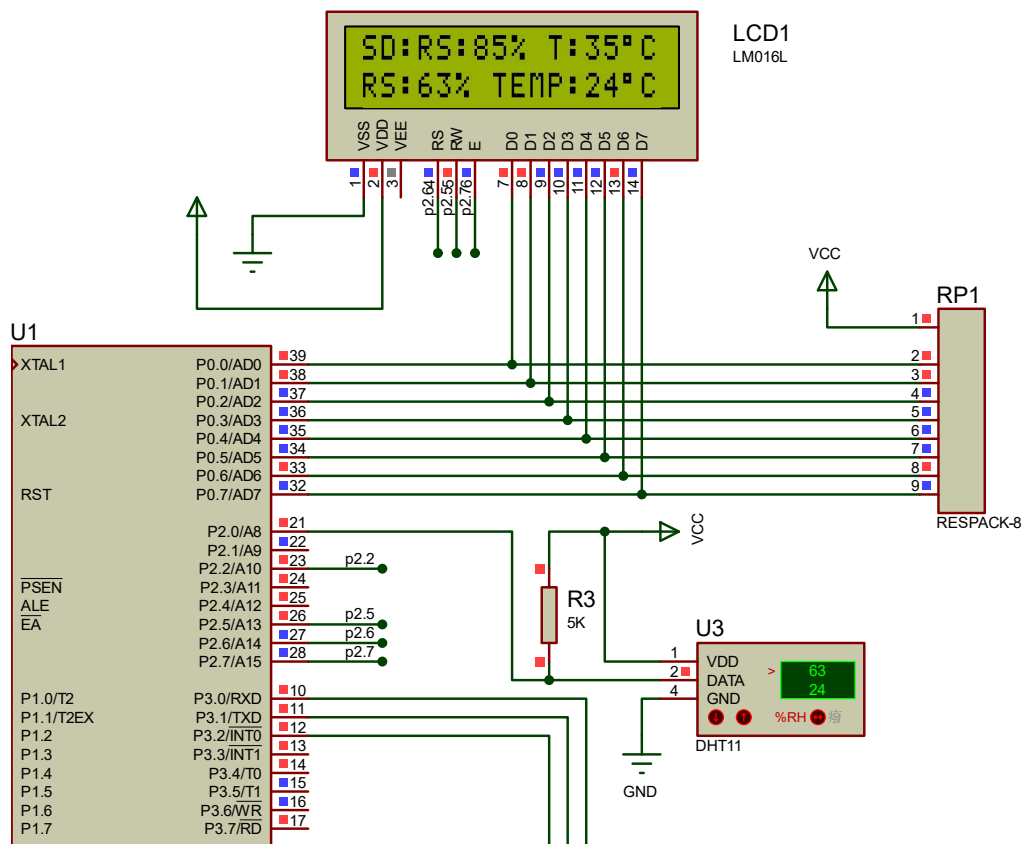 LCD1
LM016L
SD:RS:85% T:35°C
RS:63% TEMP:24°C
VSS
VDD
VEE
RS
RW
E
D0
D1
D2
D3
D4
D5
D6
D7
1
2
3
4
5
6
7
8
9
10
11
12
13
14
p2.6
p2.5
p2.7
VCC
RP1
1
2
3
4
5
6
7
8
9
RESPACK-8
U1
XTAL1
XTAL2
RST
PSEN
ALE
EA
P1.0/T2
P1.1/T2EX
P1.2
P1.3
P1.4
P1.5
P1.6
P1.7
P0.0/AD0 39
P0.1/AD1 38
P0.2/AD2 37
P0.3/AD3 36
P0.4/AD4 35
P0.5/AD5 34
P0.6/AD6 33
P0.7/AD7 32
P2.0/A8 21
P2.1/A9 22
P2.2/A10 23 p2.2
P2.3/A11 24
P2.4/A12 25
P2.5/A13 26 p2.5
P2.6/A14 27 p2.6
P2.7/A15 28 p2.7
P3.0/RXD 10
P3.1/TXD 11
P3.2/INT0 12
P3.3/INT1 13
P3.4/T0 14
P3.5/T1 15
P3.6/WR 16
P3.7/RD 17
VCC
R3
5K
U3
1 VDD
2 DATA
4 GND
> 63
24
%RH
DHT11
GND